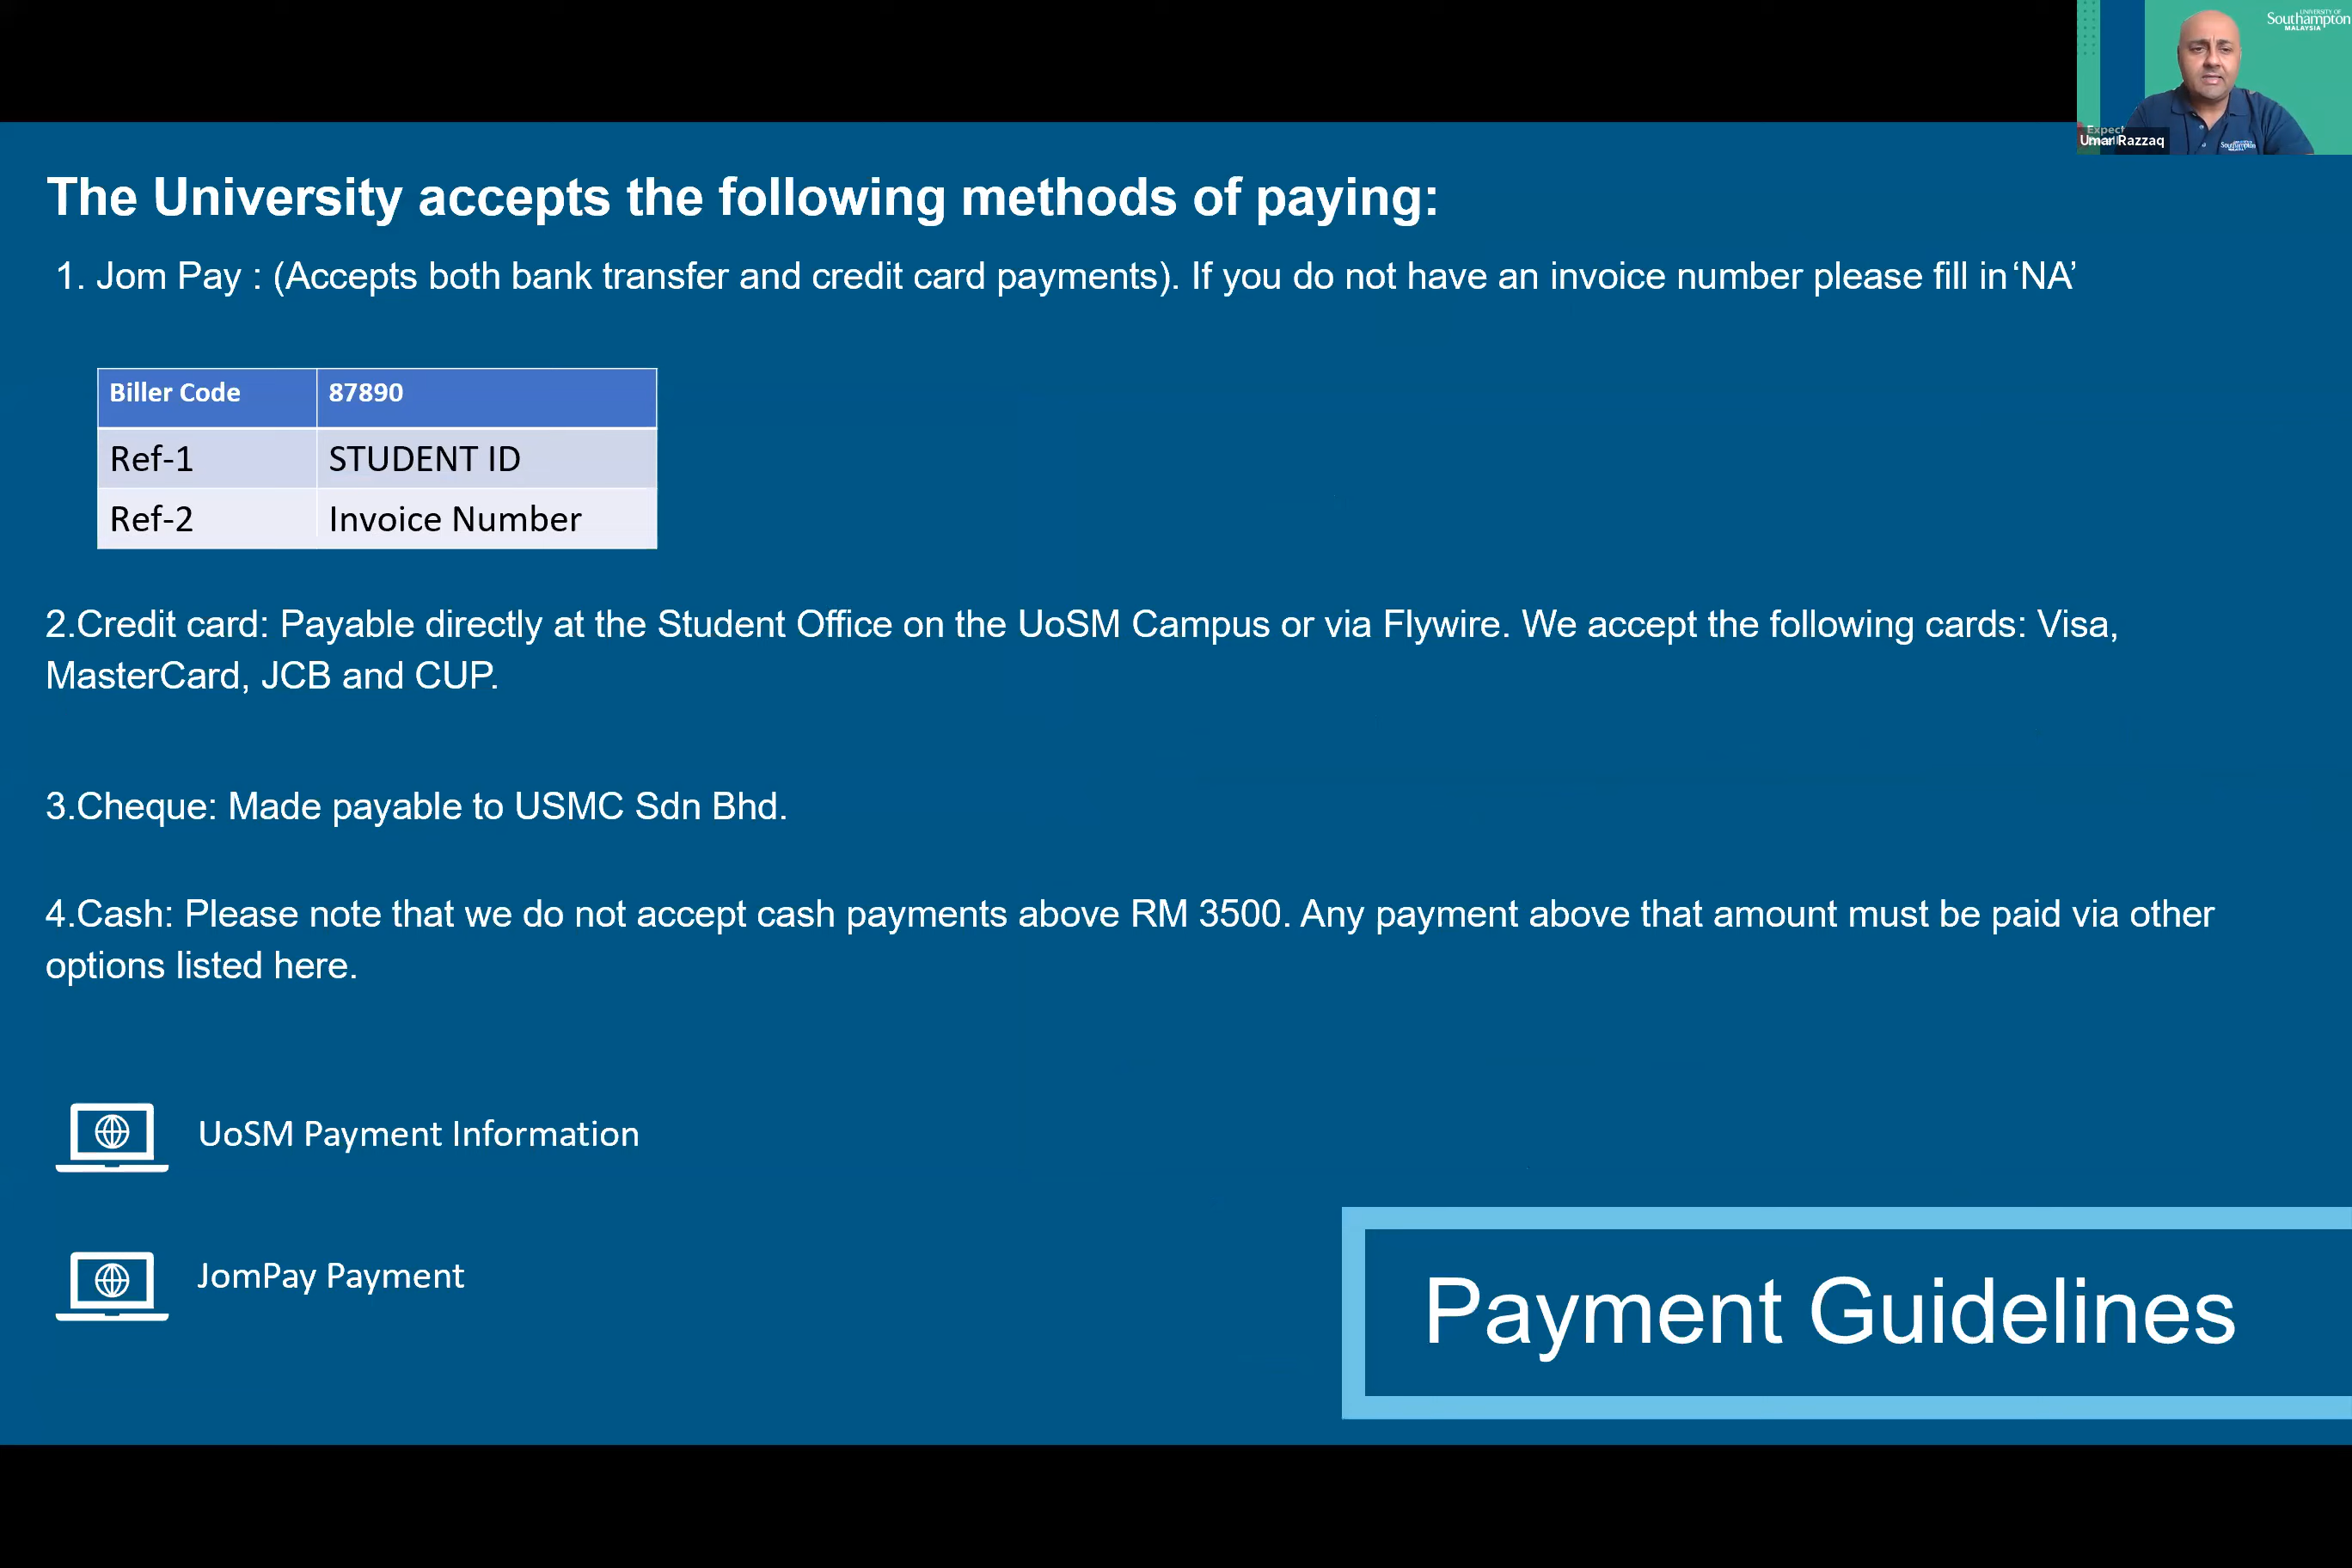 UNIVERSITY OF
Southampton
MALAYSIA
Expect
Umar Razzaq
Southampton
The University accepts the following methods of paying:
1. Jom Pay : (Accepts both bank transfer and credit card payments). If you do not have an invoice number please fill in ‘NA’
Biller Code 87890
Ref-1 STUDENT ID
Ref-2 Invoice Number
2.Credit card: Payable directly at the Student Office on the UoSM Campus or via Flywire. We accept the following cards: Visa,
MasterCard, JCB and CUP.
3.Cheque: Made payable to USMC Sdn Bhd.
4.Cash: Please note that we do not accept cash payments above RM 3500. Any payment above that amount must be paid via other
options listed here.
UoSM Payment Information
JomPay Payment
Payment Guidelines